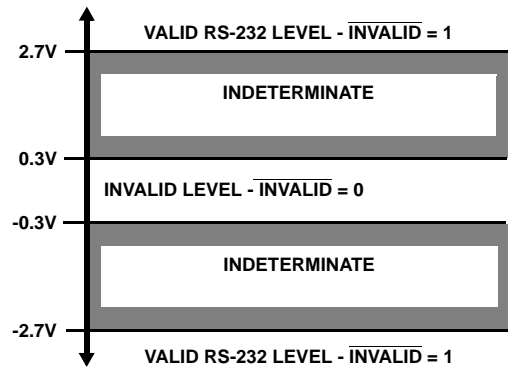 VALID RS-232 LEVEL - INVALID = 1
2.7V
INDETERMINATE
0.3V
INVALID LEVEL - INVALID = 0
-0.3V
INDETERMINATE
-2.7V
VALID RS-232 LEVEL - INVALID = 1